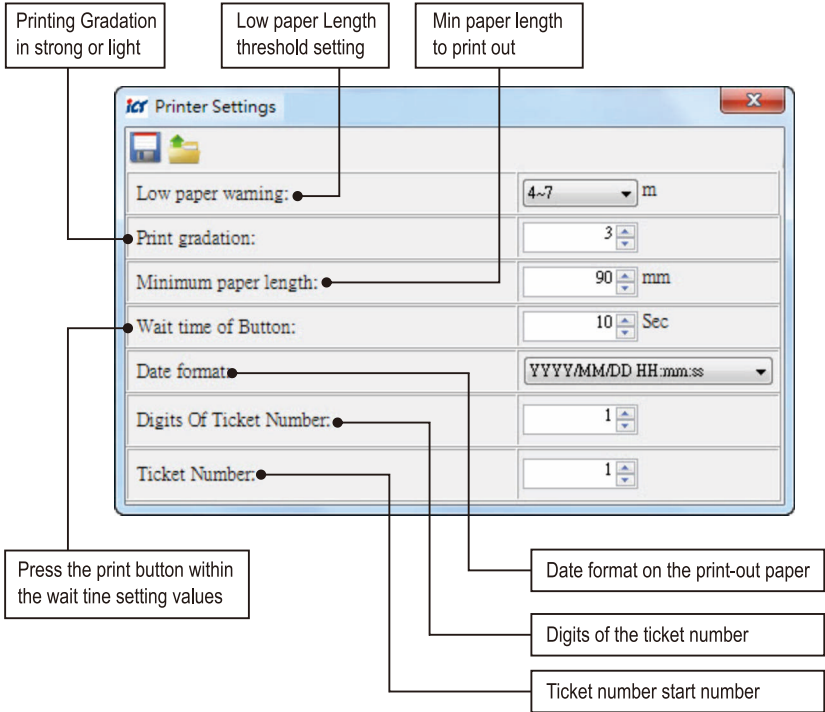 Printing Gradation
in strong or light
Low paper Length
threshold setting
Min paper length
to print out
ict Printer Settings
Low paper warning:
4~7 m
Print gradation:
3
Minimum paper length:
90 mm
Wait time of Button:
10 Sec
Date format:
YYYY/MM/DD HH:mm:ss
Digits Of Ticket Number:
1
Ticket Number:
1
Press the print button within
the wait tine setting values
Date format on the print-out paper
Digits of the ticket number
Ticket number start number